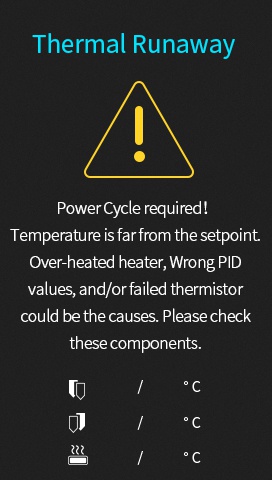 Thermal Runaway
Power Cycle required!
Temperature is far from the setpoint.
Over-heated heater, Wrong PID
values, and/or failed thermistor
could be the causes. Please check
these components.
/ °C
/ °C
/ °C